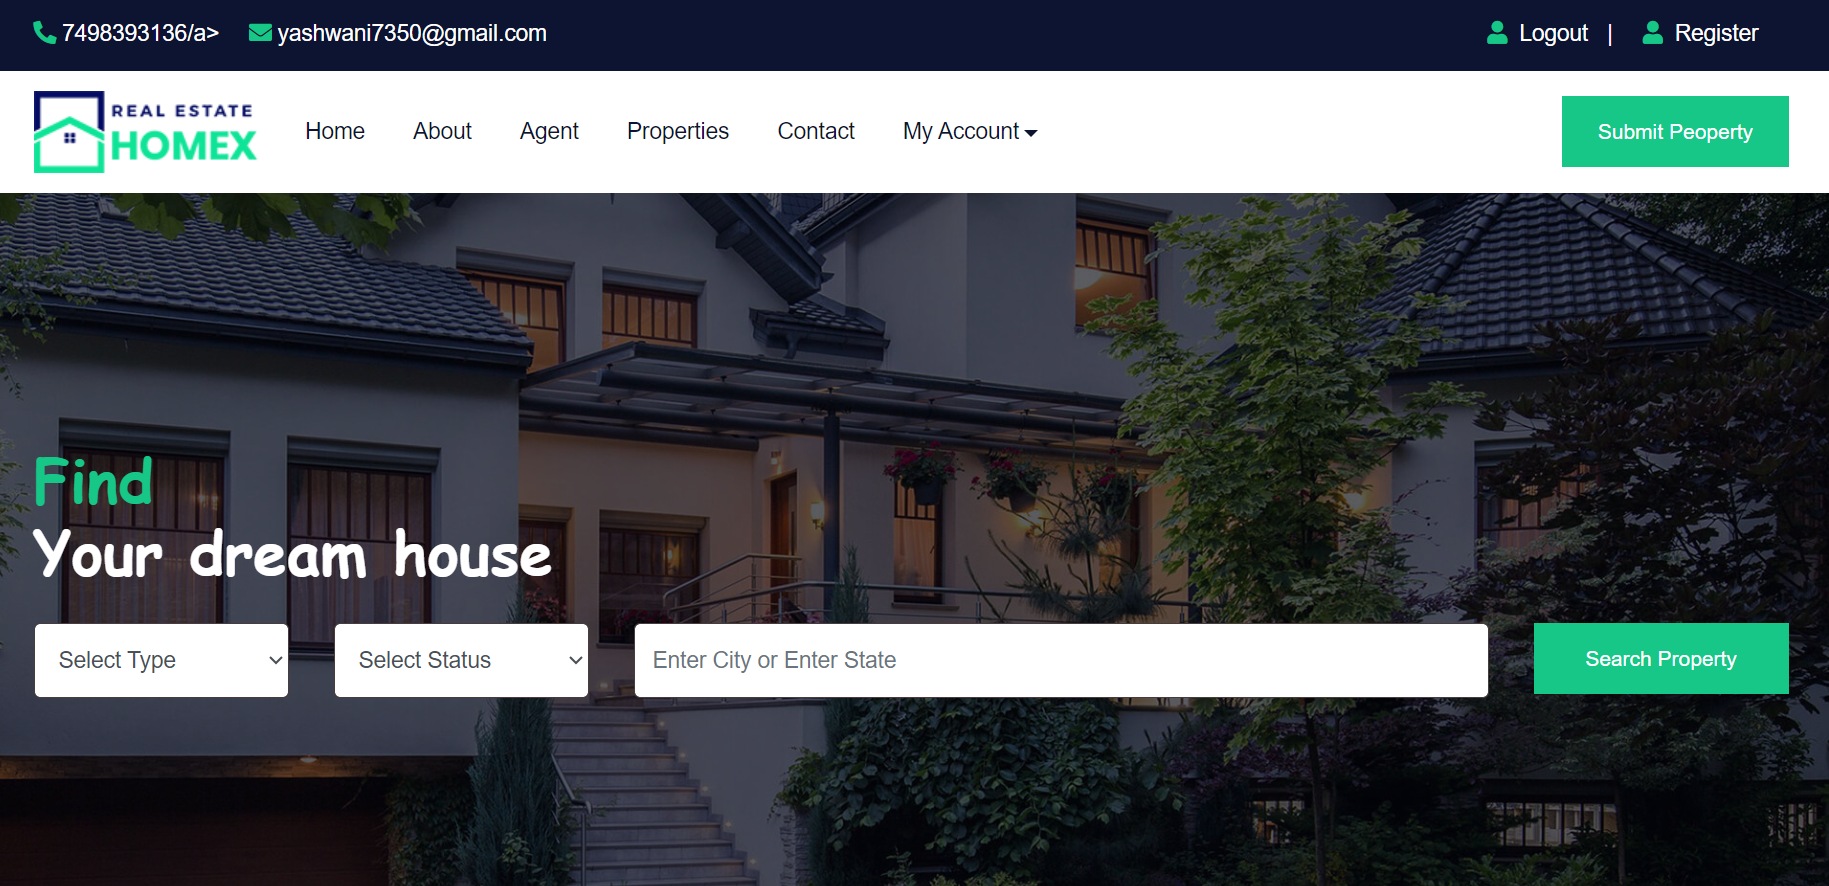 7498393136/a> yashwani7350@gmail.com Logout | Register
REAL ESTATE
HOMEX
Home About Agent Properties Contact My Account
Submit Peoperty
Find
Your dream house
Select Type Select Status Enter City or Enter State Search Property